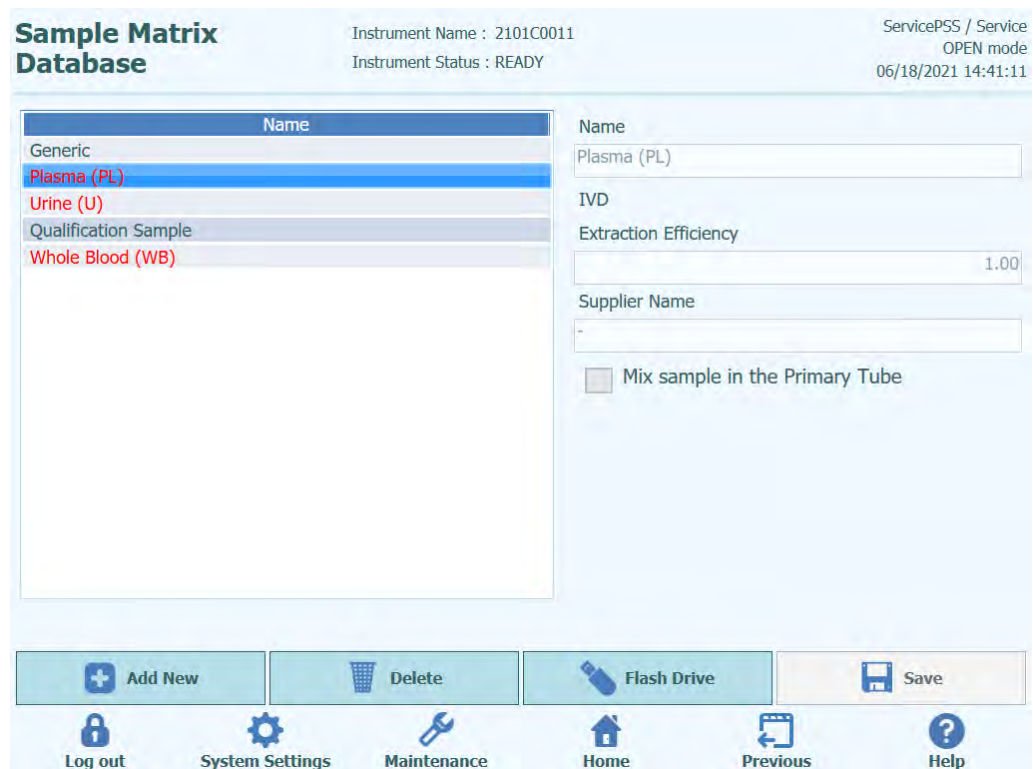 Sample Matrix
Database
Instrument Name : 2101C0011
Instrument Status : READY
ServicePSS / Service
OPEN mode
06/18/2021 14:41:11
Name
Generic
Plasma (PL)
Urine (U)
Qualification Sample
Whole Blood (WB)
Name
Plasma (PL)
IVD
Extraction Efficiency
1.00
Supplier Name
-
Mix sample in the Primary Tube
Add New
Delete
Flash Drive
Save
Log out
System Settings
Maintenance
Home
Previous
Help